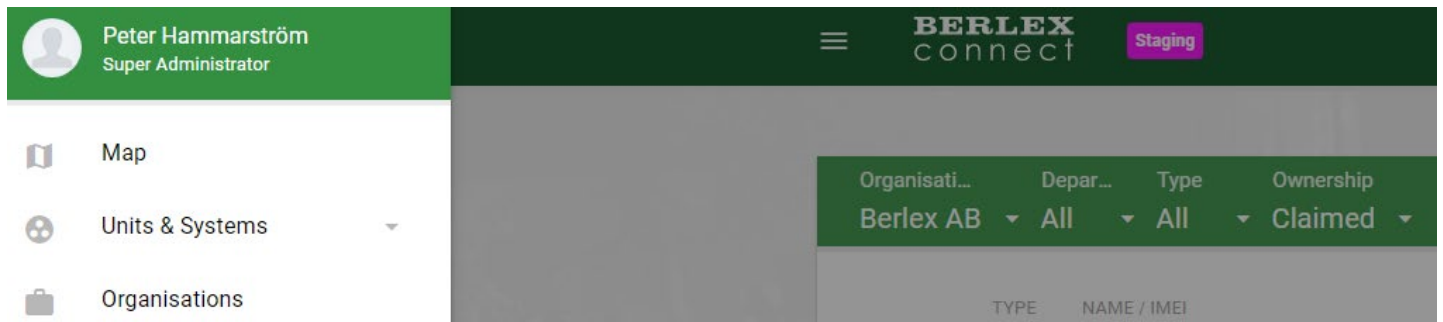 Peter Hammarström
Super Administrator
Map
Units & Systems
Organisations
BERLEX
connect
Staging
Organisati... Depar... Type Ownership
Berlex AB All All Claimed
TYPE NAME / IMEI